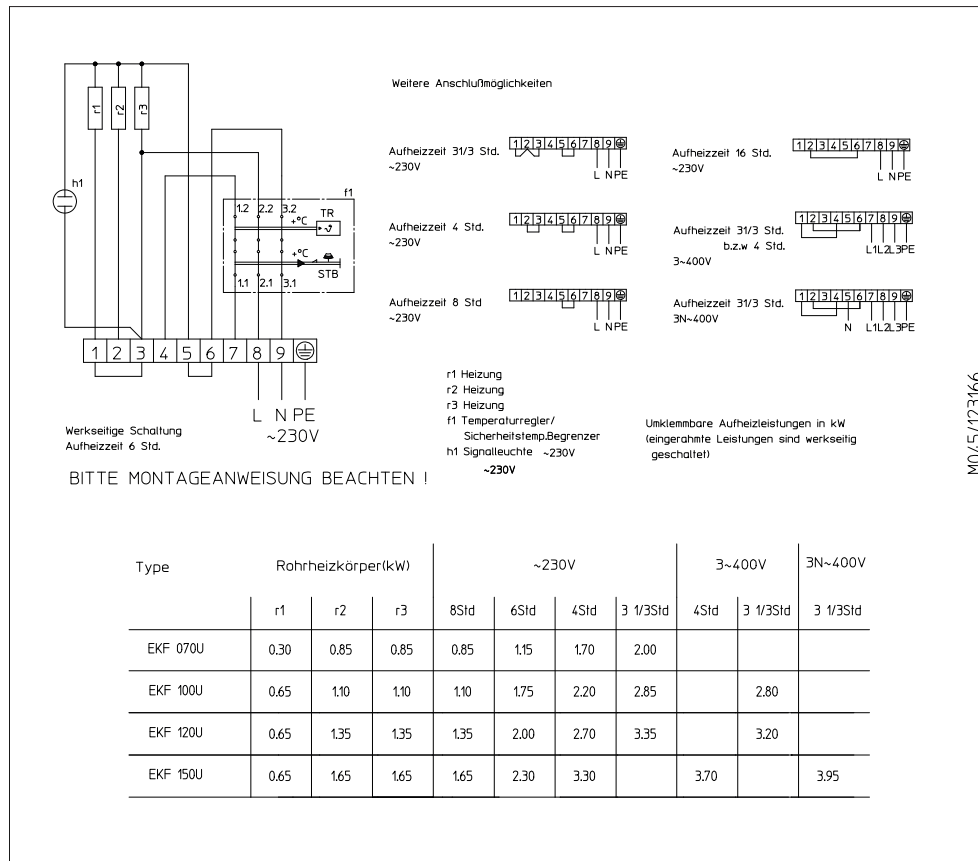 Weitere Anschlußmöglichkeiten
r1 r2 r3
h1
f1
1.2 2.2 3.2
TR
+°C
ϑ
+°C
STB
1.1 2.1 3.1
1 2 3 4 5 6 7 8 9
L N PE
~230V
Werkseitige Schaltung
Aufheizzeit 6 Std.
BITTE MONTAGEANWEISUNG BEACHTEN !
Aufheizzeit 31/3 Std.
~230V
1 2 3 4 5 6 7 8 9
L N PE
Aufheizzeit 4 Std.
~230V
1 2 3 4 5 6 7 8 9
L N PE
Aufheizzeit 8 Std
~230V
1 2 3 4 5 6 7 8 9
L N PE
Aufheizzeit 16 Std.
~230V
1 2 3 4 5 6 7 8 9
L N PE
Aufheizzeit 31/3 Std.
b.z.w 4 Std.
3~400V
1 2 3 4 5 6 7 8 9
L1 L2 L3 PE
Aufheizzeit 31/3 Std.
3N~400V
1 2 3 4 5 6 7 8 9
N L1 L2 L3 PE
r1 Heizung
r2 Heizung
r3 Heizung
f1 Temperaturregler/
Sicherheitstemp.Begrenzer
h1 Signalleuchte ~230V
~230V
Umklemmbare Aufheizleistungen in kW
(eingerahmte Leistungen sind werkseitig
geschaltet)
M045/123166
Type Rohrheizkörper(kW) ~230V 3~400V 3N~400V
r1 r2 r3 8Std 6Std 4Std 3 1/3Std 4Std 3 1/3Std 3 1/3Std
EKF 070U 0.30 0.85 0.85 0.85 1.15 1.70 2.00
EKF 100U 0.65 1.10 1.10 1.10 1.75 2.20 2.85 2.80
EKF 120U 0.65 1.35 1.35 1.35 2.00 2.70 3.35 3.20
EKF 150U 0.65 1.65 1.65 1.65 2.30 3.30 3.70 3.95